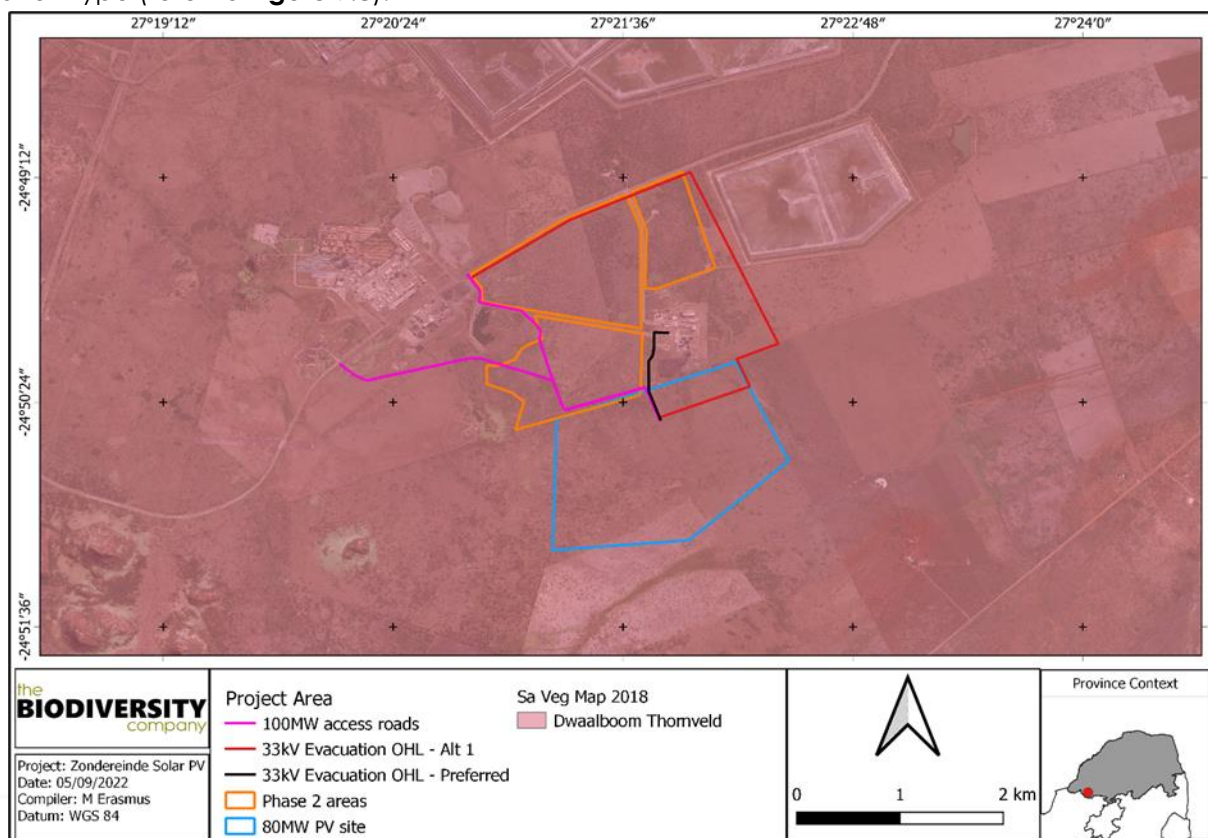 27°19′12″ 27°20′24″ 27°21′36″ 27°22′48″ 27°24′0″
-24°49′12″
-24°50′24″
-24°51′36″
the
BIODIVERSITY
company
Project: Zondereinde Solar PV
Date: 05/09/2022
Compiler: M Erasmus
Datum: WGS 84
Project Area
100MW access roads
33kV Evacuation OHL - Alt 1
33kV Evacuation OHL - Preferred
Phase 2 areas
80MW PV site
Sa Veg Map 2018
Dwaalboom Thornveld
0 1 2 km
Province Context